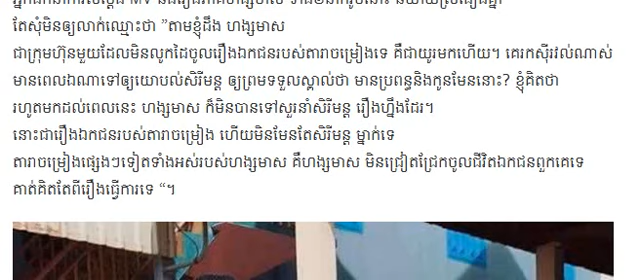 តែសុំមិនឲ្យលាក់ឈ្មោះថា ”តាមខ្ញុំដឹង ហង្សមាស
ជាក្រុមហ៊ុនមួយដែលមិនលូកដៃចូលរឿងឯកជនរបស់តារាចម្រៀងទេ គឺជាយូរមកហើយ។ គេរកស៊ីរវល់ណាស់
មានពេលឯណាទៅឲ្យយោបល់សិរីមន្ត ឲ្យព្រមទទួលស្គាល់ថា មានប្រពន្ធនិងកូនមែននោះ? ខ្ញុំគិតថា
រហូតមកដល់ពេលនេះ ហង្សមាស ក៏មិនបានទៅសួរនាំសិរីមន្ត រឿងហ្នឹងដែរ។
នោះជារឿងឯកជនរបស់តារាចម្រៀង ហើយមិនមែនតែសិរីមន្ត ម្នាក់ទេ
តារាចម្រៀងផ្សេងៗទៀតទាំងអស់របស់ហង្សមាស គឺហង្សមាស មិនជ្រៀតជ្រែកចូលជីវិតឯកជនពួកគេទេ
គាត់គិតតែពីរឿងធ្វើការទេ “។